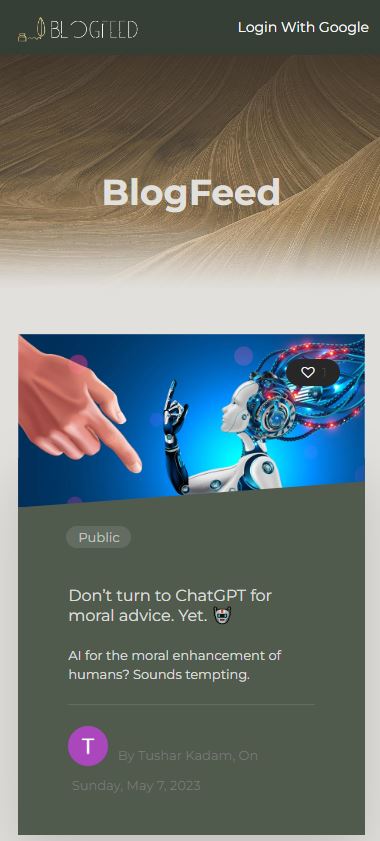 BLOGFEED
Login With Google
BlogFeed
1
Public
Don't turn to ChatGPT for
moral advice. Yet.
AI for the moral enhancement of
humans? Sounds tempting.
T
By Tushar Kadam, On
Sunday, May 7, 2023